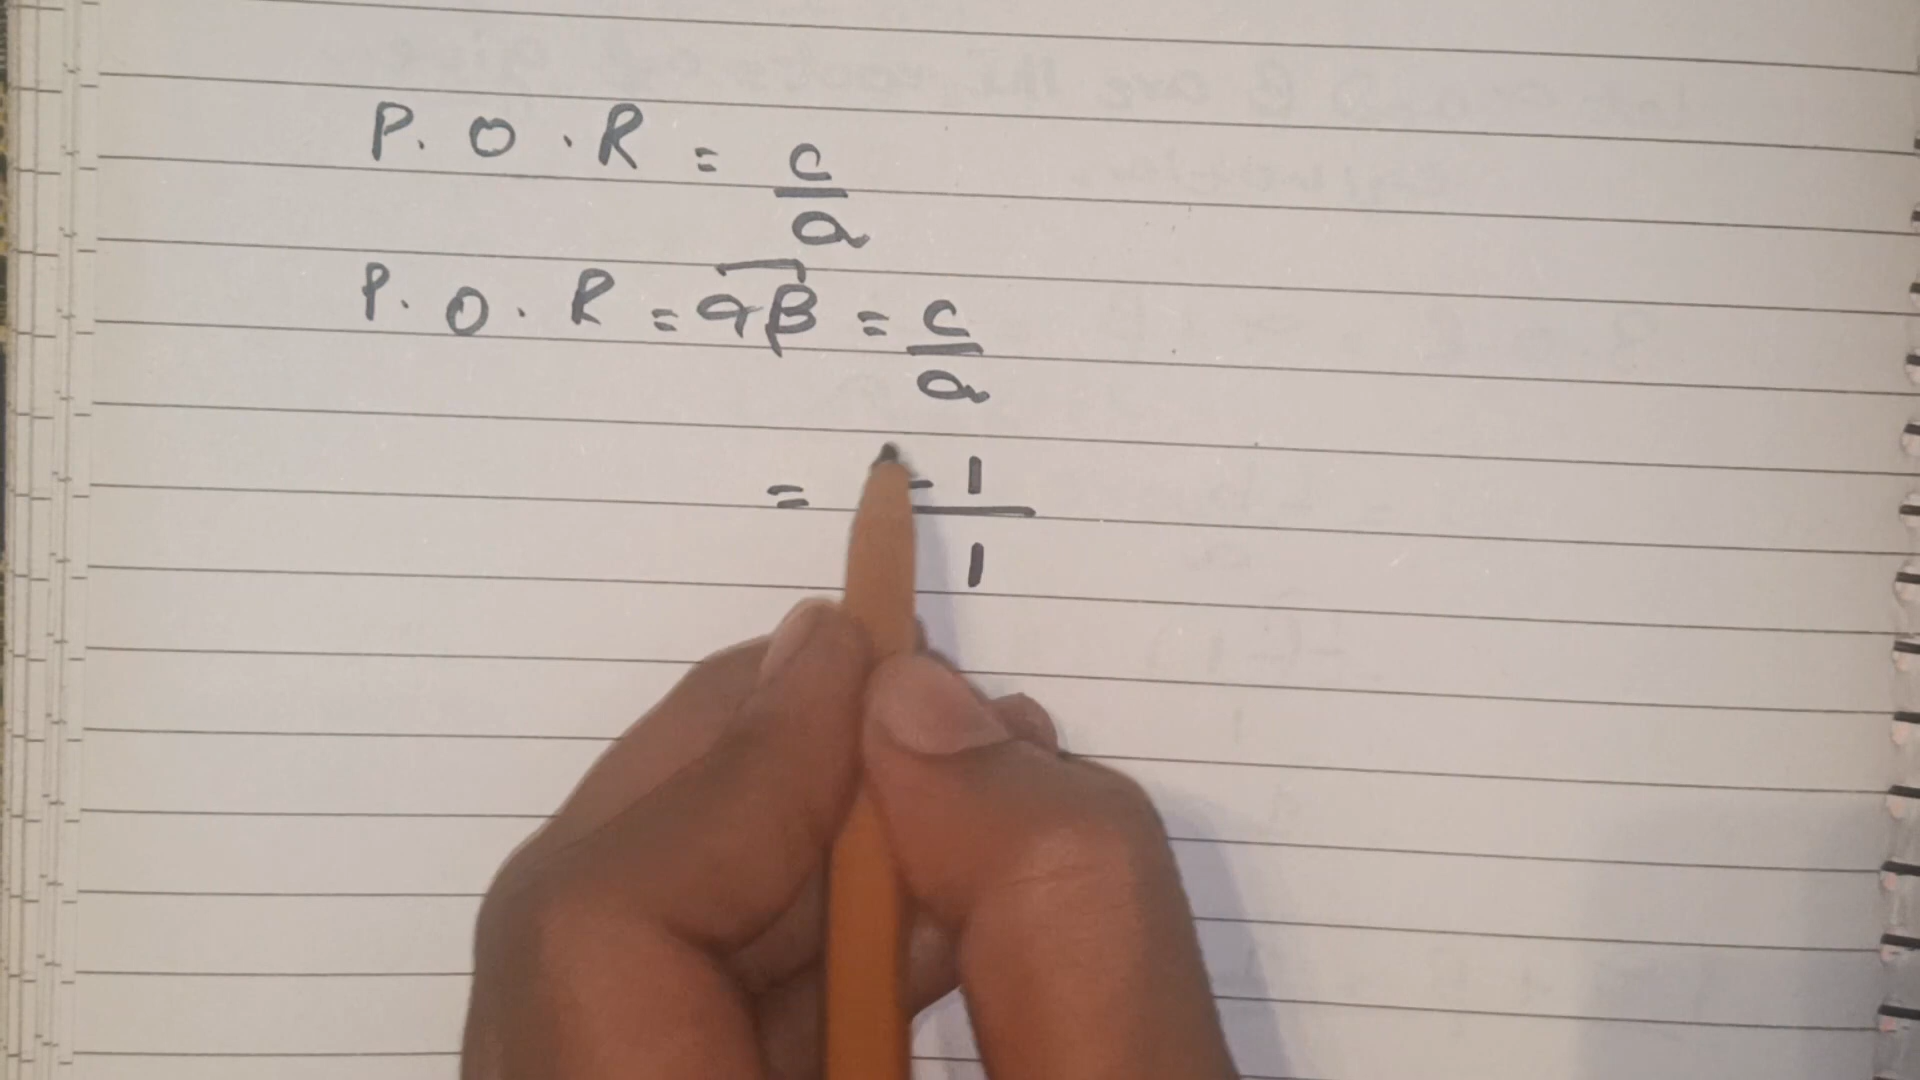 P. O. R = c/a
P. O. R = αβ = c/a
= -1/1